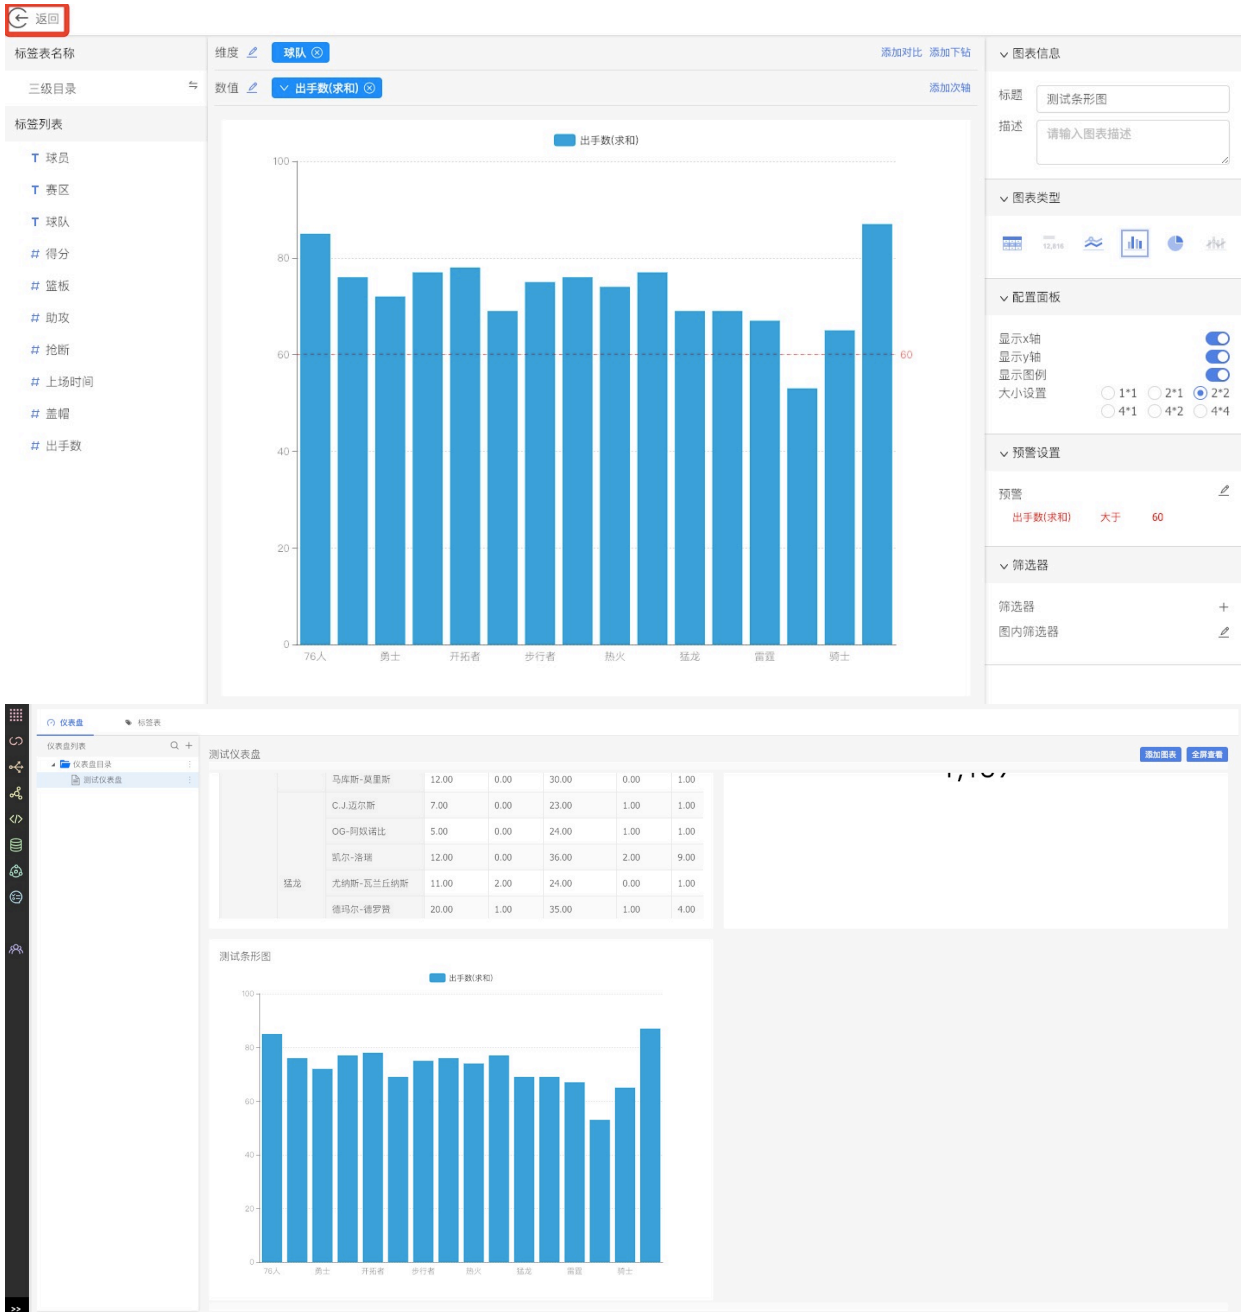 返回
标签表名称
三级目录
标签列表
T 球员
T 赛区
T 球队
# 得分
# 篮板
# 助攻
# 抢断
# 上场时间
# 盖帽
# 出手数
维度 球队 添加对比 添加下钻
数值 出手数(求和) 添加次轴
出手数(求和)
100
80
60 60
40
20
0
76人 勇士 开拓者 步行者 热火 猛龙 雷霆 骑士
图表信息
标题 测试条形图
描述 请输入图表描述
图表类型
12,816
配置面板
显示x轴
显示y轴
显示图例
大小设置 1*1 2*1 2*2
4*1 4*2 4*4
预警设置
预警
出手数(求和) 大于 60
筛选器
筛选器 +
图内筛选器
仪表盘 标签表
仪表盘列表 +
仪表盘目录
测试仪表盘
>>
测试仪表盘 添加图表 全屏查看
马库斯-莫里斯 12.00 0.00 30.00 0.00 1.00
C.J.迈尔斯 7.00 0.00 23.00 1.00 1.00
OG-阿奴诺比 5.00 0.00 24.00 1.00 1.00
凯尔-洛瑞 12.00 0.00 36.00 2.00 9.00
猛龙 尤纳斯-瓦兰丘纳斯 11.00 2.00 24.00 0.00 1.00
德玛尔-德罗赞 20.00 1.00 35.00 1.00 4.00
测试条形图
出手数(求和)
100
80
60
40
20
0
76人 勇士 开拓者 步行者 热火 猛龙 雷霆 骑士